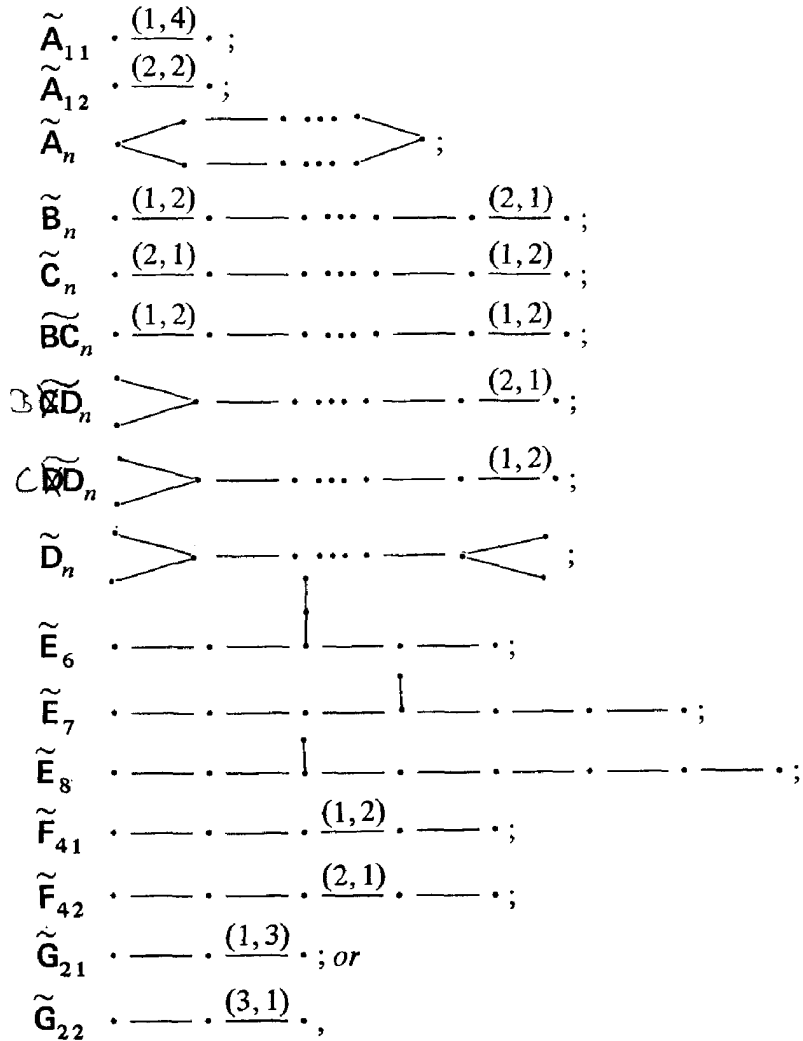 Ã₁₁ · (1, 4) · ;
Ã₁₂ · (2, 2) · ;
Ãₙ ;
B̃ₙ · (1, 2) · — · ... · — · (2, 1) · ;
C̃ₙ · (2, 1) · — · ... · — · (1, 2) · ;
B͠Cₙ · (1, 2) · — · ... · — · (1, 2) · ;
B C͠Dₙ (2, 1) · ;
C D͠Dₙ (1, 2) · ;
D̃ₙ ;
Ẽ₆ ;
Ẽ₇ ;
Ẽ₈ ;
F̃₄₁ · — · — · (1, 2) · — · ;
F̃₄₂ · — · — · (2, 1) · — · ;
G̃₂₁ · — · (1, 3) · ; or
G̃₂₂ · — · (3, 1) · ,